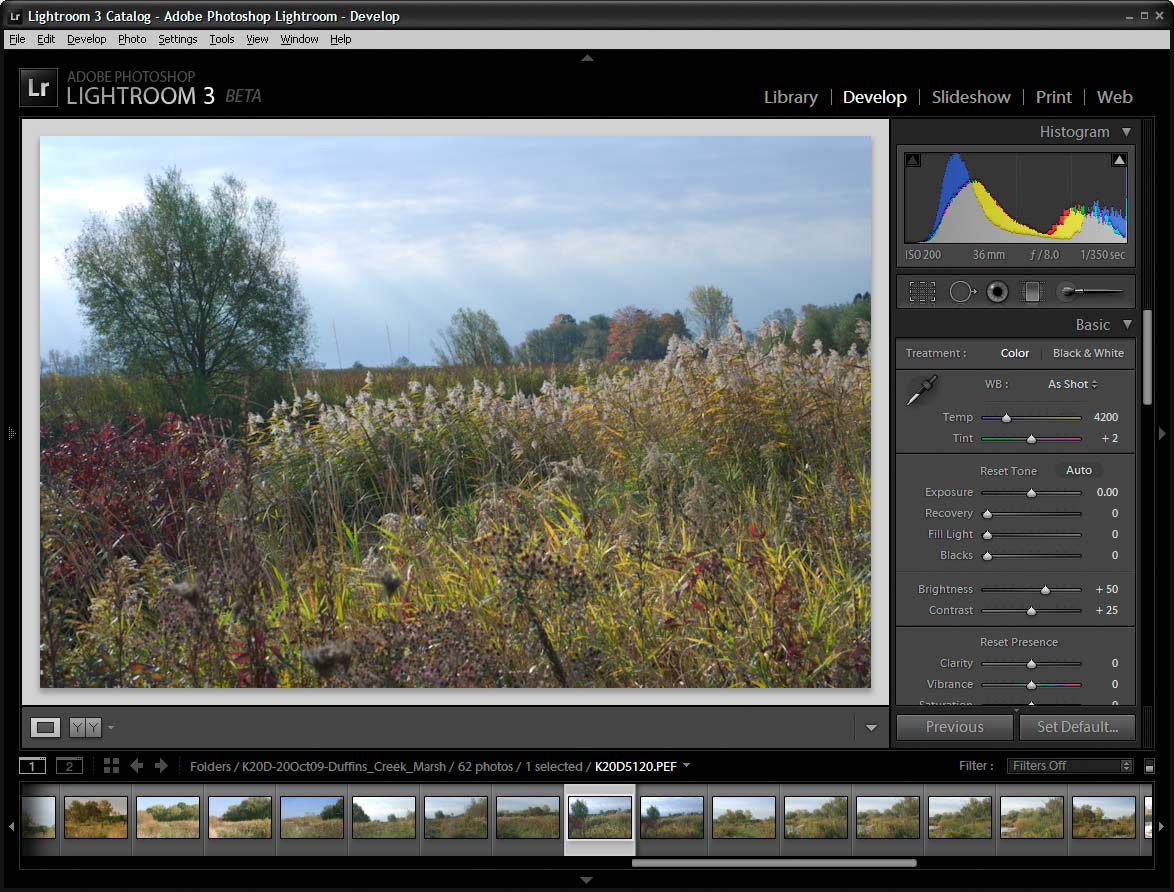 Lr Lightroom 3 Catalog - Adobe Photoshop Lightroom - Develop
File Edit Develop Photo Settings Tools View Window Help
Lr ADOBE PHOTOSHOP
LIGHTROOM 3 BETA
Library | Develop | Slideshow | Print | Web
Histogram
ISO 200 36 mm ƒ / 8.0 1/350 sec
Basic
Treatment : Color Black & White
WB : As Shot
Temp 4200
Tint + 2
Reset Tone Auto
Exposure 0.00
Recovery 0
Fill Light 0
Blacks 0
Brightness + 50
Contrast + 25
Reset Presence
Clarity 0
Vibrance 0
Saturation
Y Y
Previous Set Default...
1 2 Folders / K20D-20Oct09-Duffins_Creek_Marsh / 62 photos / 1 selected / K20D5120.PEF Filter : Filters Off